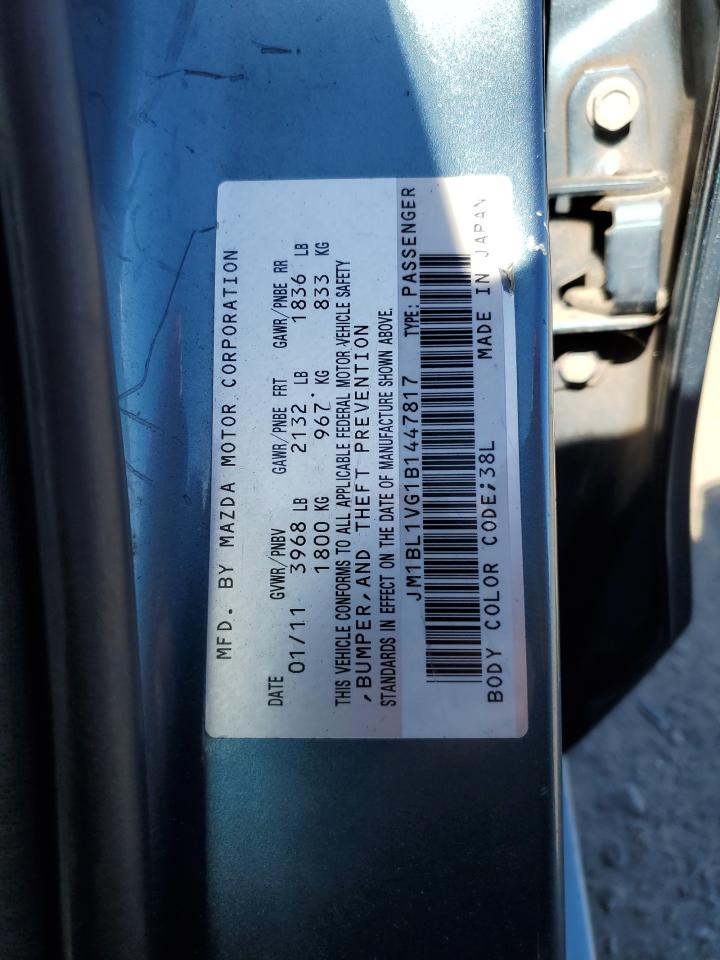 MFD. BY MAZDA MOTOR CORPORATION
DATE GVWR/PNBV GAWR/PNBE FRT GAWR/PNBE RR
01/11 3968 LB 2132 LB 1836 LB
1800 KG 967 KG 833 KG
THIS VEHICLE CONFORMS TO ALL APPLICABLE FEDERAL MOTOR VEHICLE SAFETY
,BUMPER,AND THEFT PREVENTION
STANDARDS IN EFFECT ON THE DATE OF MANUFACTURE SHOWN ABOVE.
JM1BL1VG1B1447817 TYPE: PASSENGER
BODY COLOR CODE;38L MADE IN JAPAN